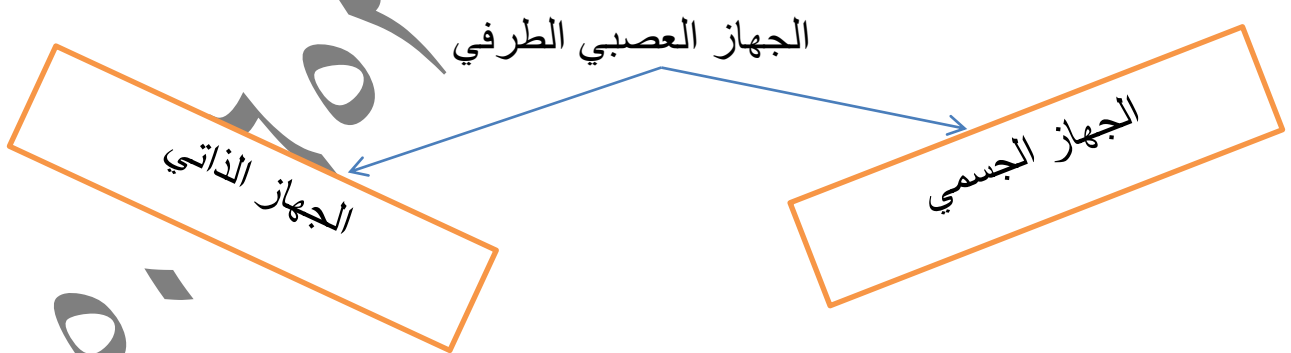 الجهاز العصبي الطرفي
الجهاز الجسمي
الجهاز الذاتي